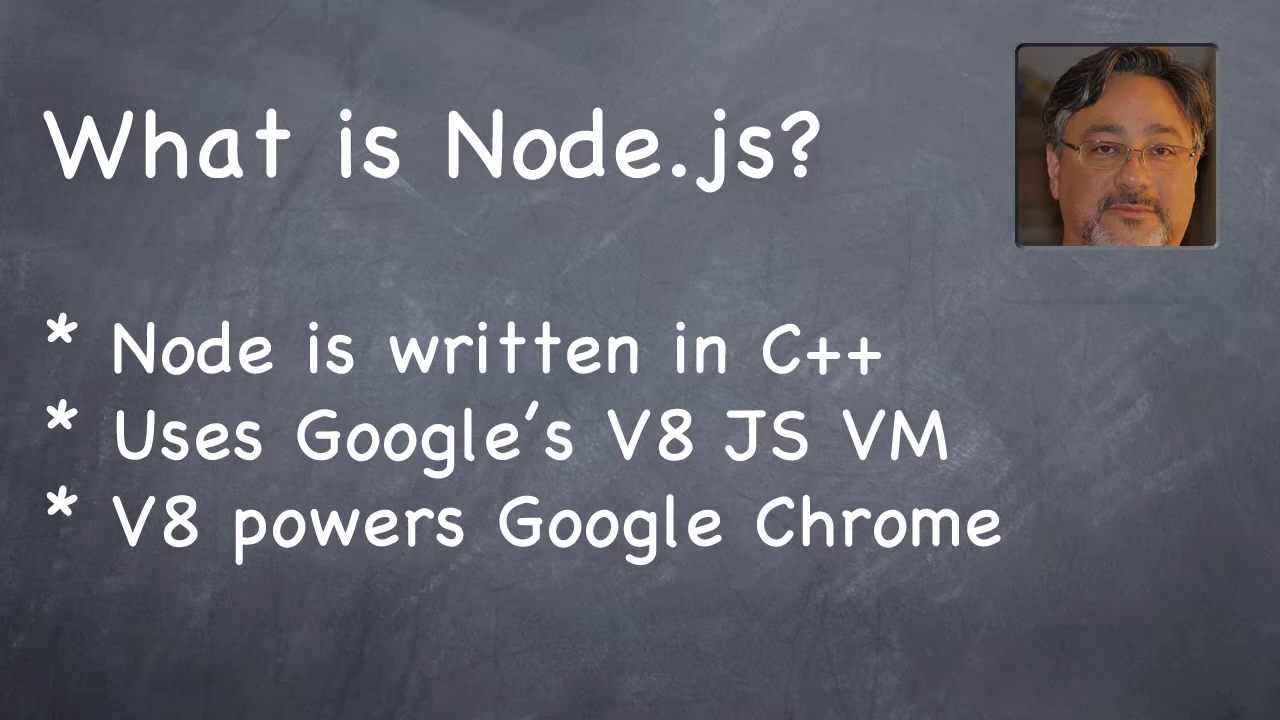 What is Node.js?
* Node is written in C++
* Uses Google's V8 JS VM
* V8 powers Google Chrome